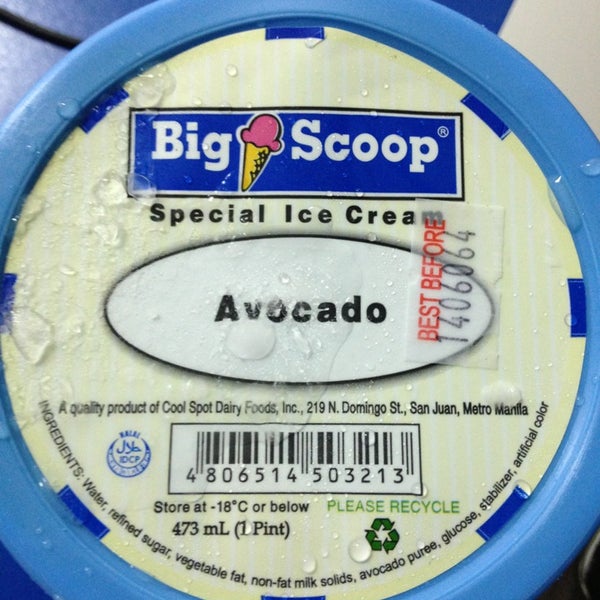 Big Scoop®
Special Ice Cream
BEST BEFORE
1406064
Avocado
A quality product of Cool Spot Dairy Foods, Inc., 219 N. Domingo St., San Juan, Metro Manila
HALAL
IDCP
4 806514 503213
Store at -18°C or below
PLEASE RECYCLE
473 mL (1 Pint)
INGREDIENTS: Water, refined sugar, vegetable fat, non-fat milk solids, avocado puree, glucose, stabilizer, artificial color